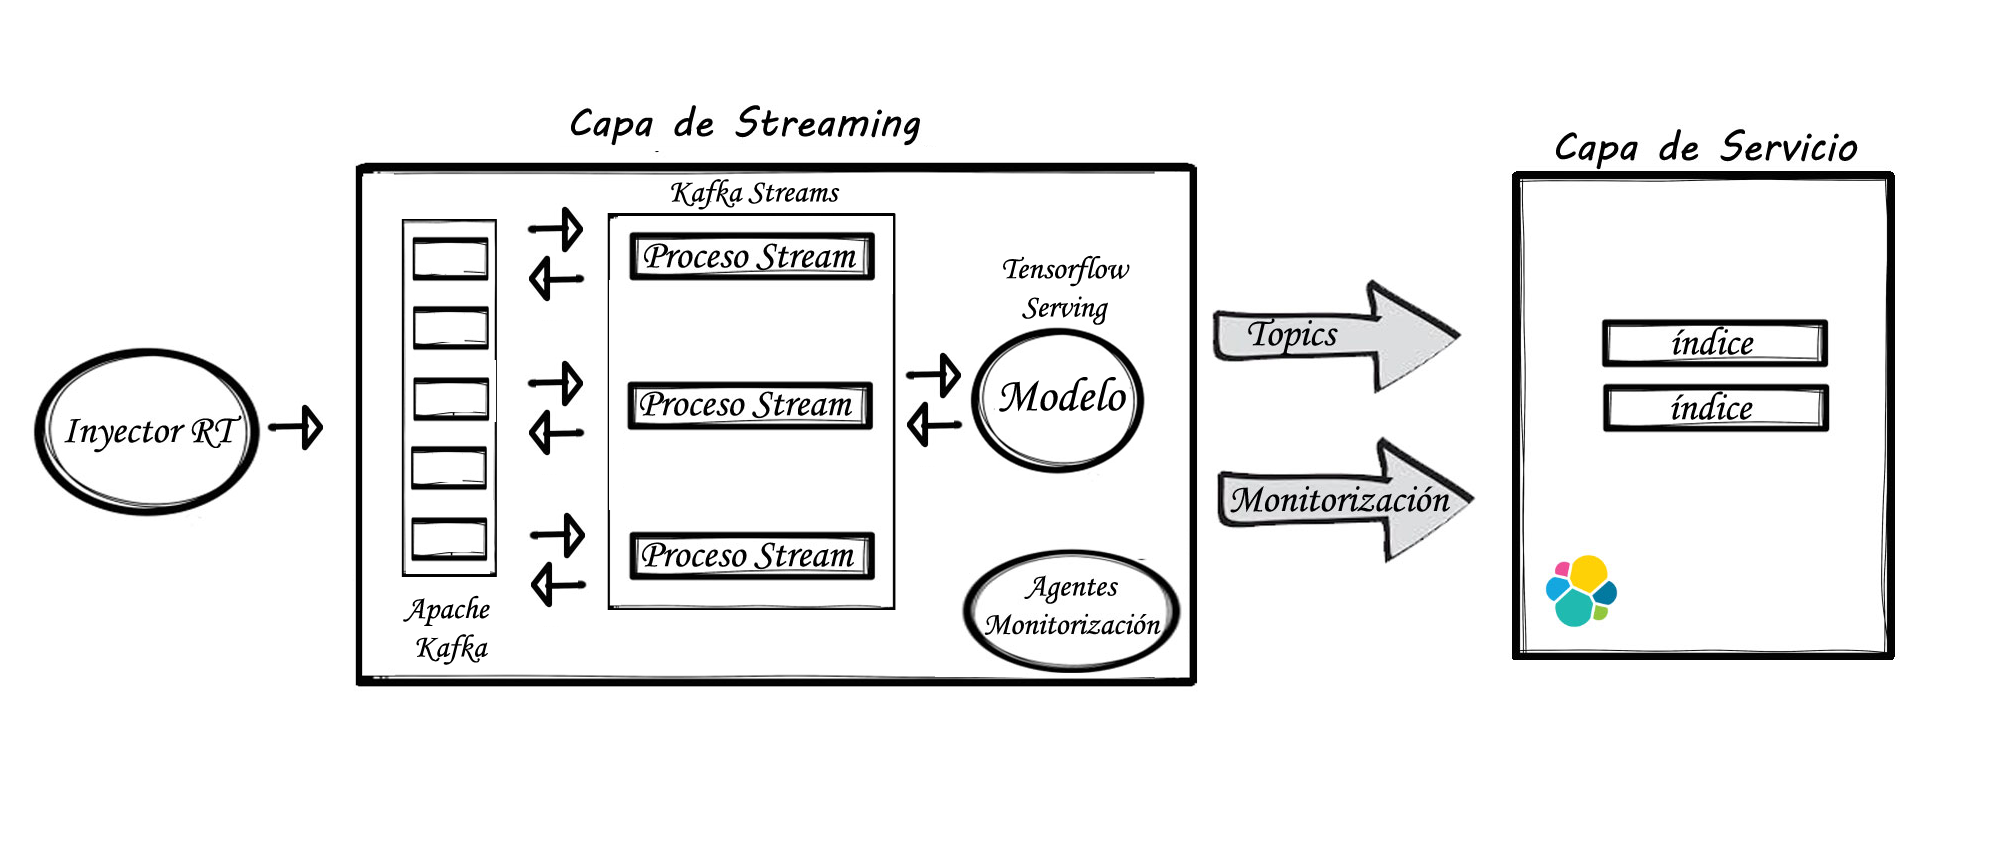 Capa de Streaming
Capa de Servicio
Kafka Streams
Proceso Stream
Tensorflow
Serving
Topics
índice
Modelo
Proceso Stream
índice
Inyector RT
Monitorización
Proceso Stream
Agentes
Monitorización
Apache
Kafka